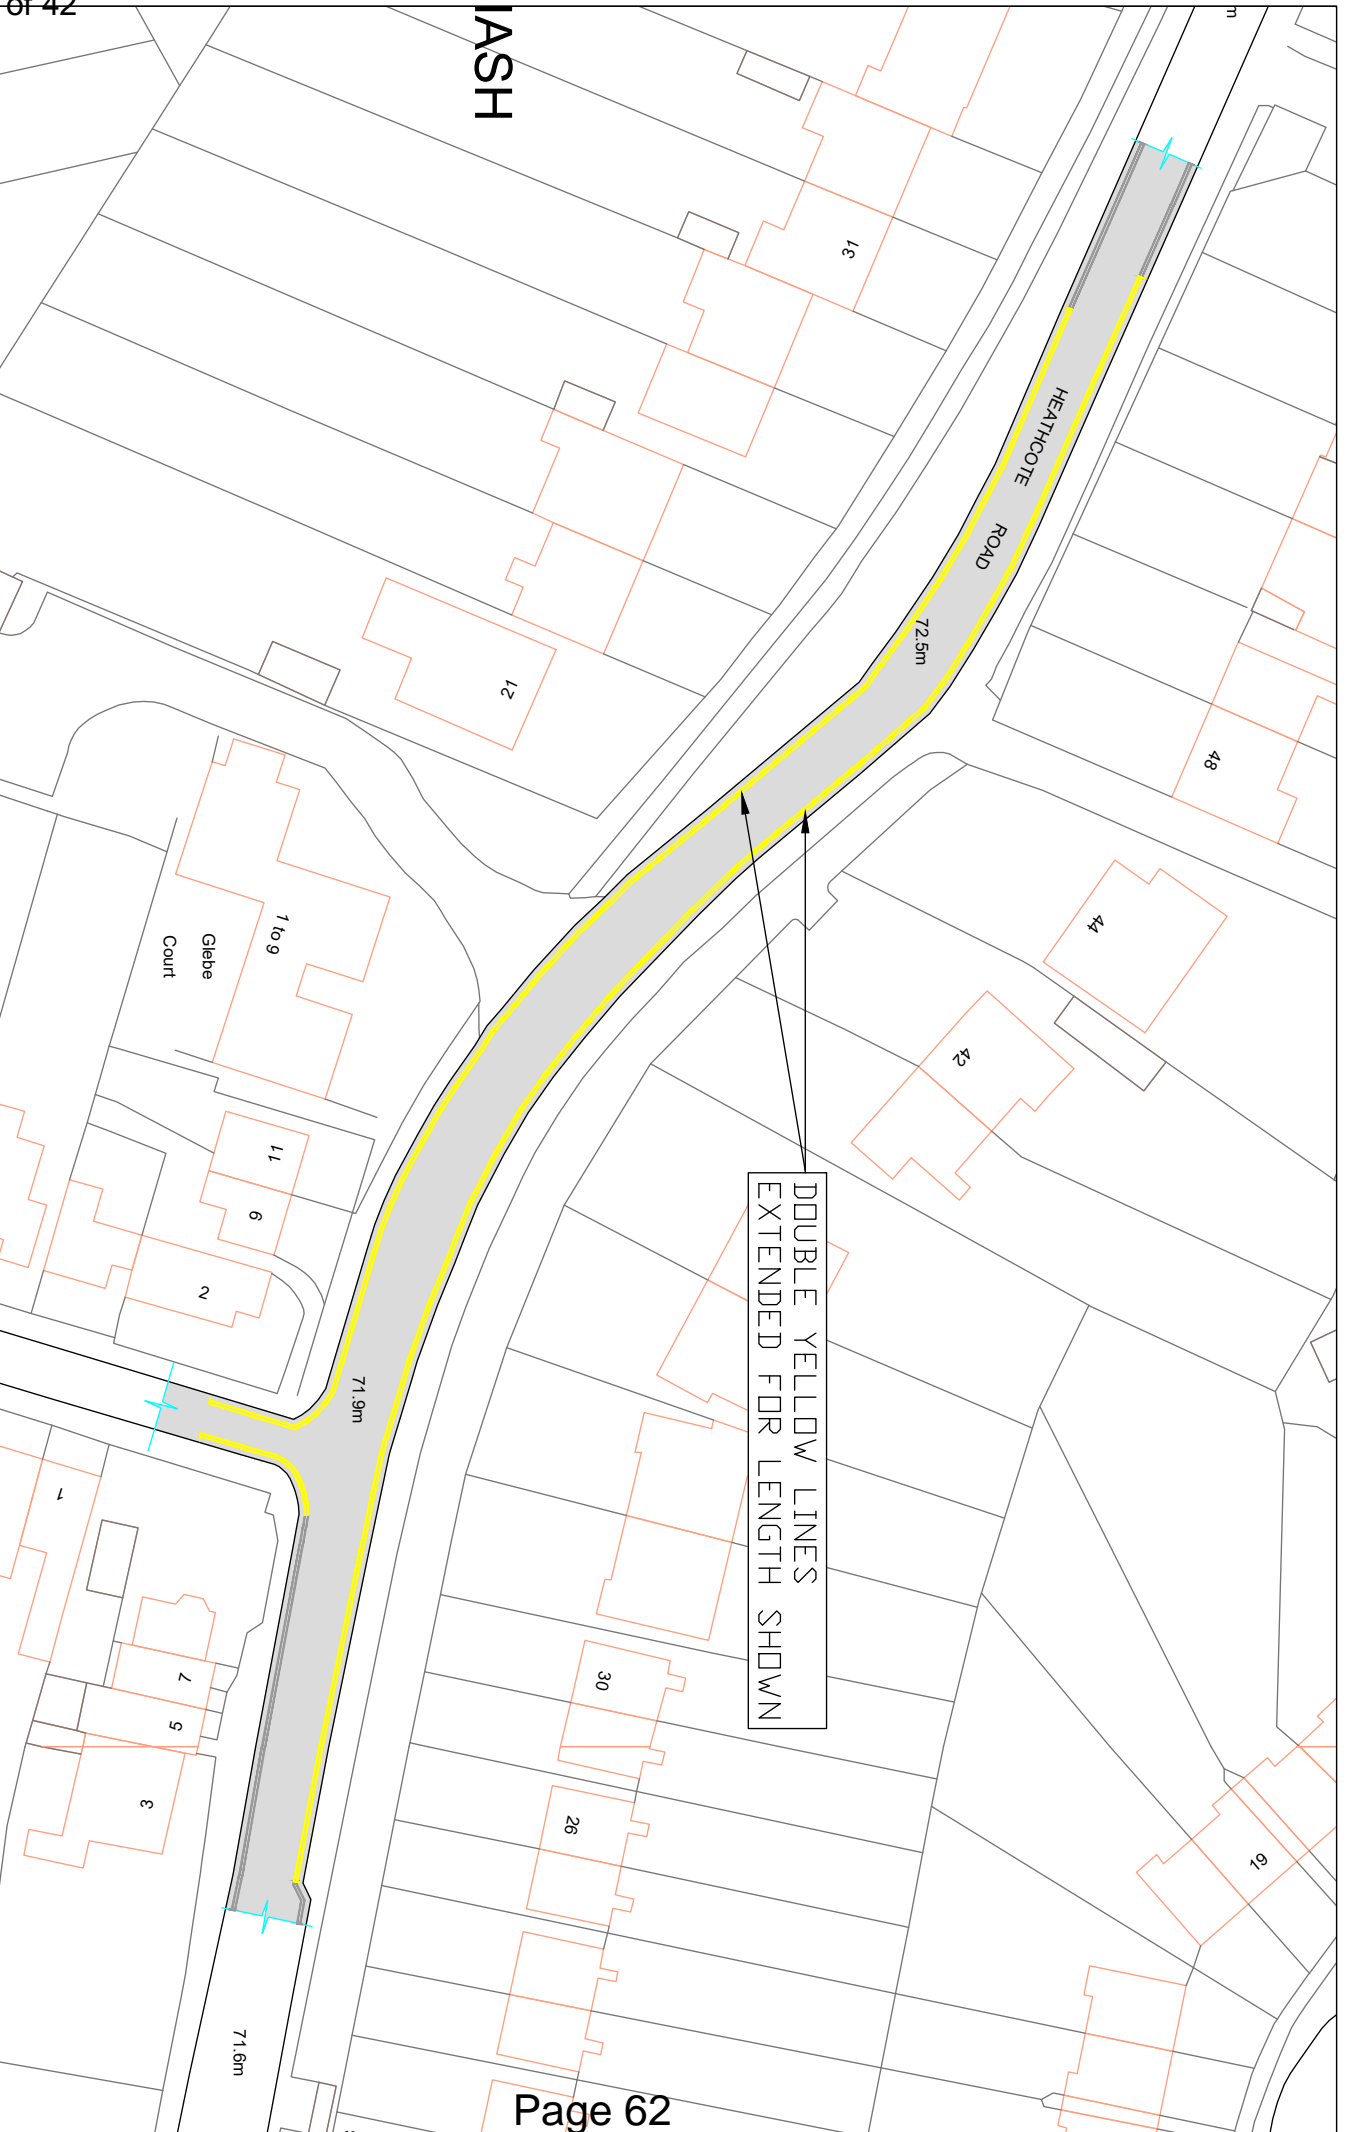 of 42
IASH
m
31
HEATHCOTE
ROAD
72.5m
21
48
44
42
1 to 9
Glebe
Court
11
9
2
DOUBLE YELLOW LINES
EXTENDED FOR LENGTH SHOWN
71.9m
1
7
5
3
30
26
19
71.6m
Page 62